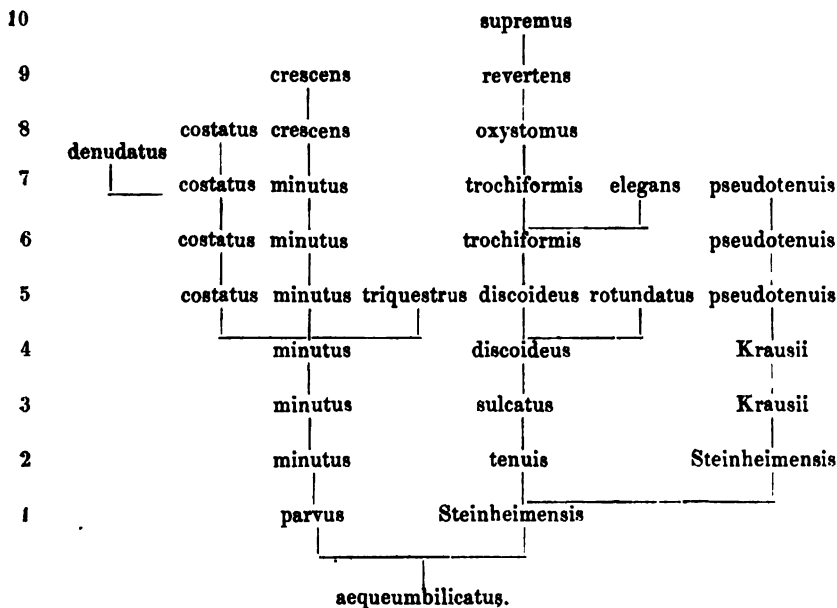 10 supremus
9 crescens revertens
8 costatus crescens oxystomus
denudatus
7 costatus minutus trochiformis elegans pseudotenuis
6 costatus minutus trochiformis pseudotenuis
5 costatus minutus triquestrus discoideus rotundatus pseudotenuis
4 minutus discoideus Krausii
3 minutus sulcatus Krausii
2 minutus tenuis Steinheimensis
1 parvus Steinheimensis
aequeumbilicatus.